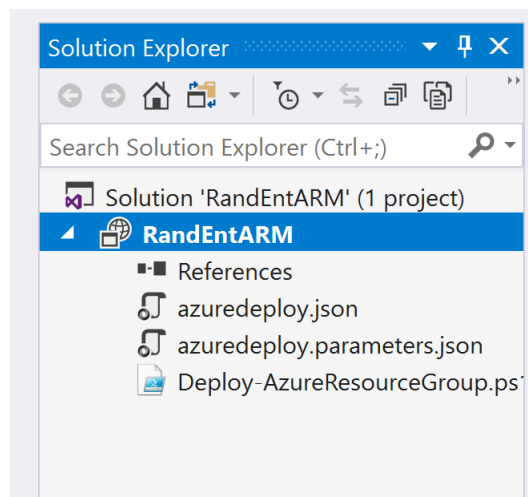 Solution Explorer
Search Solution Explorer (Ctrl+;)
Solution 'RandEntARM' (1 project)
RandEntARM
References
azuredeploy.json
azuredeploy.parameters.json
Deploy-AzureResourceGroup.ps1